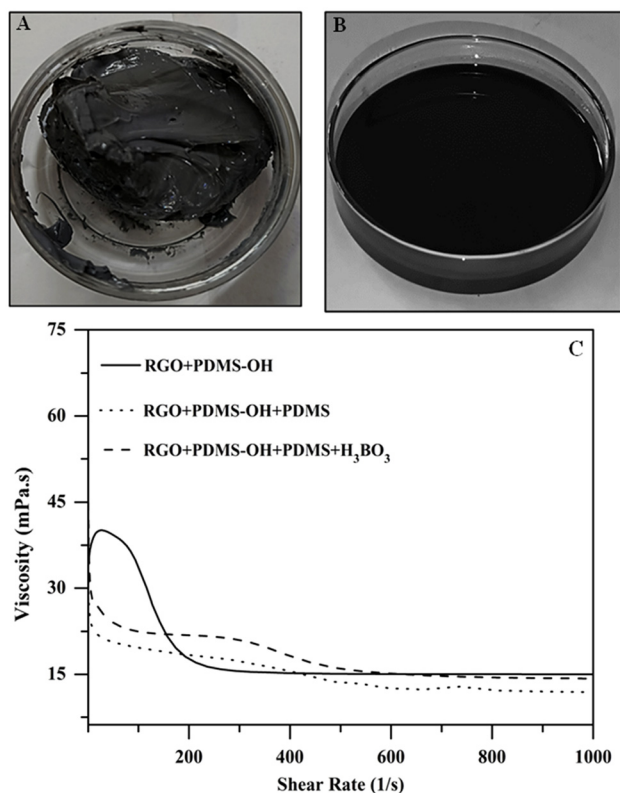 A
B
C
75
60
45
30
15
Viscosity (mPa.s)
RGO+PDMS-OH
RGO+PDMS-OH+PDMS
RGO+PDMS-OH+PDMS+H₃BO₃
200 400 600 800 1000
Shear Rate (1/s)